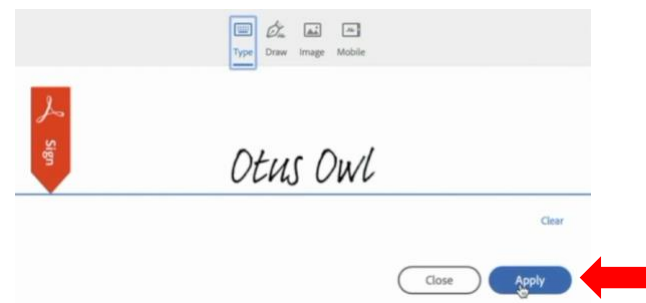 Type Draw Image Mobile
Sign
Otus Owl
Clear
Close Apply